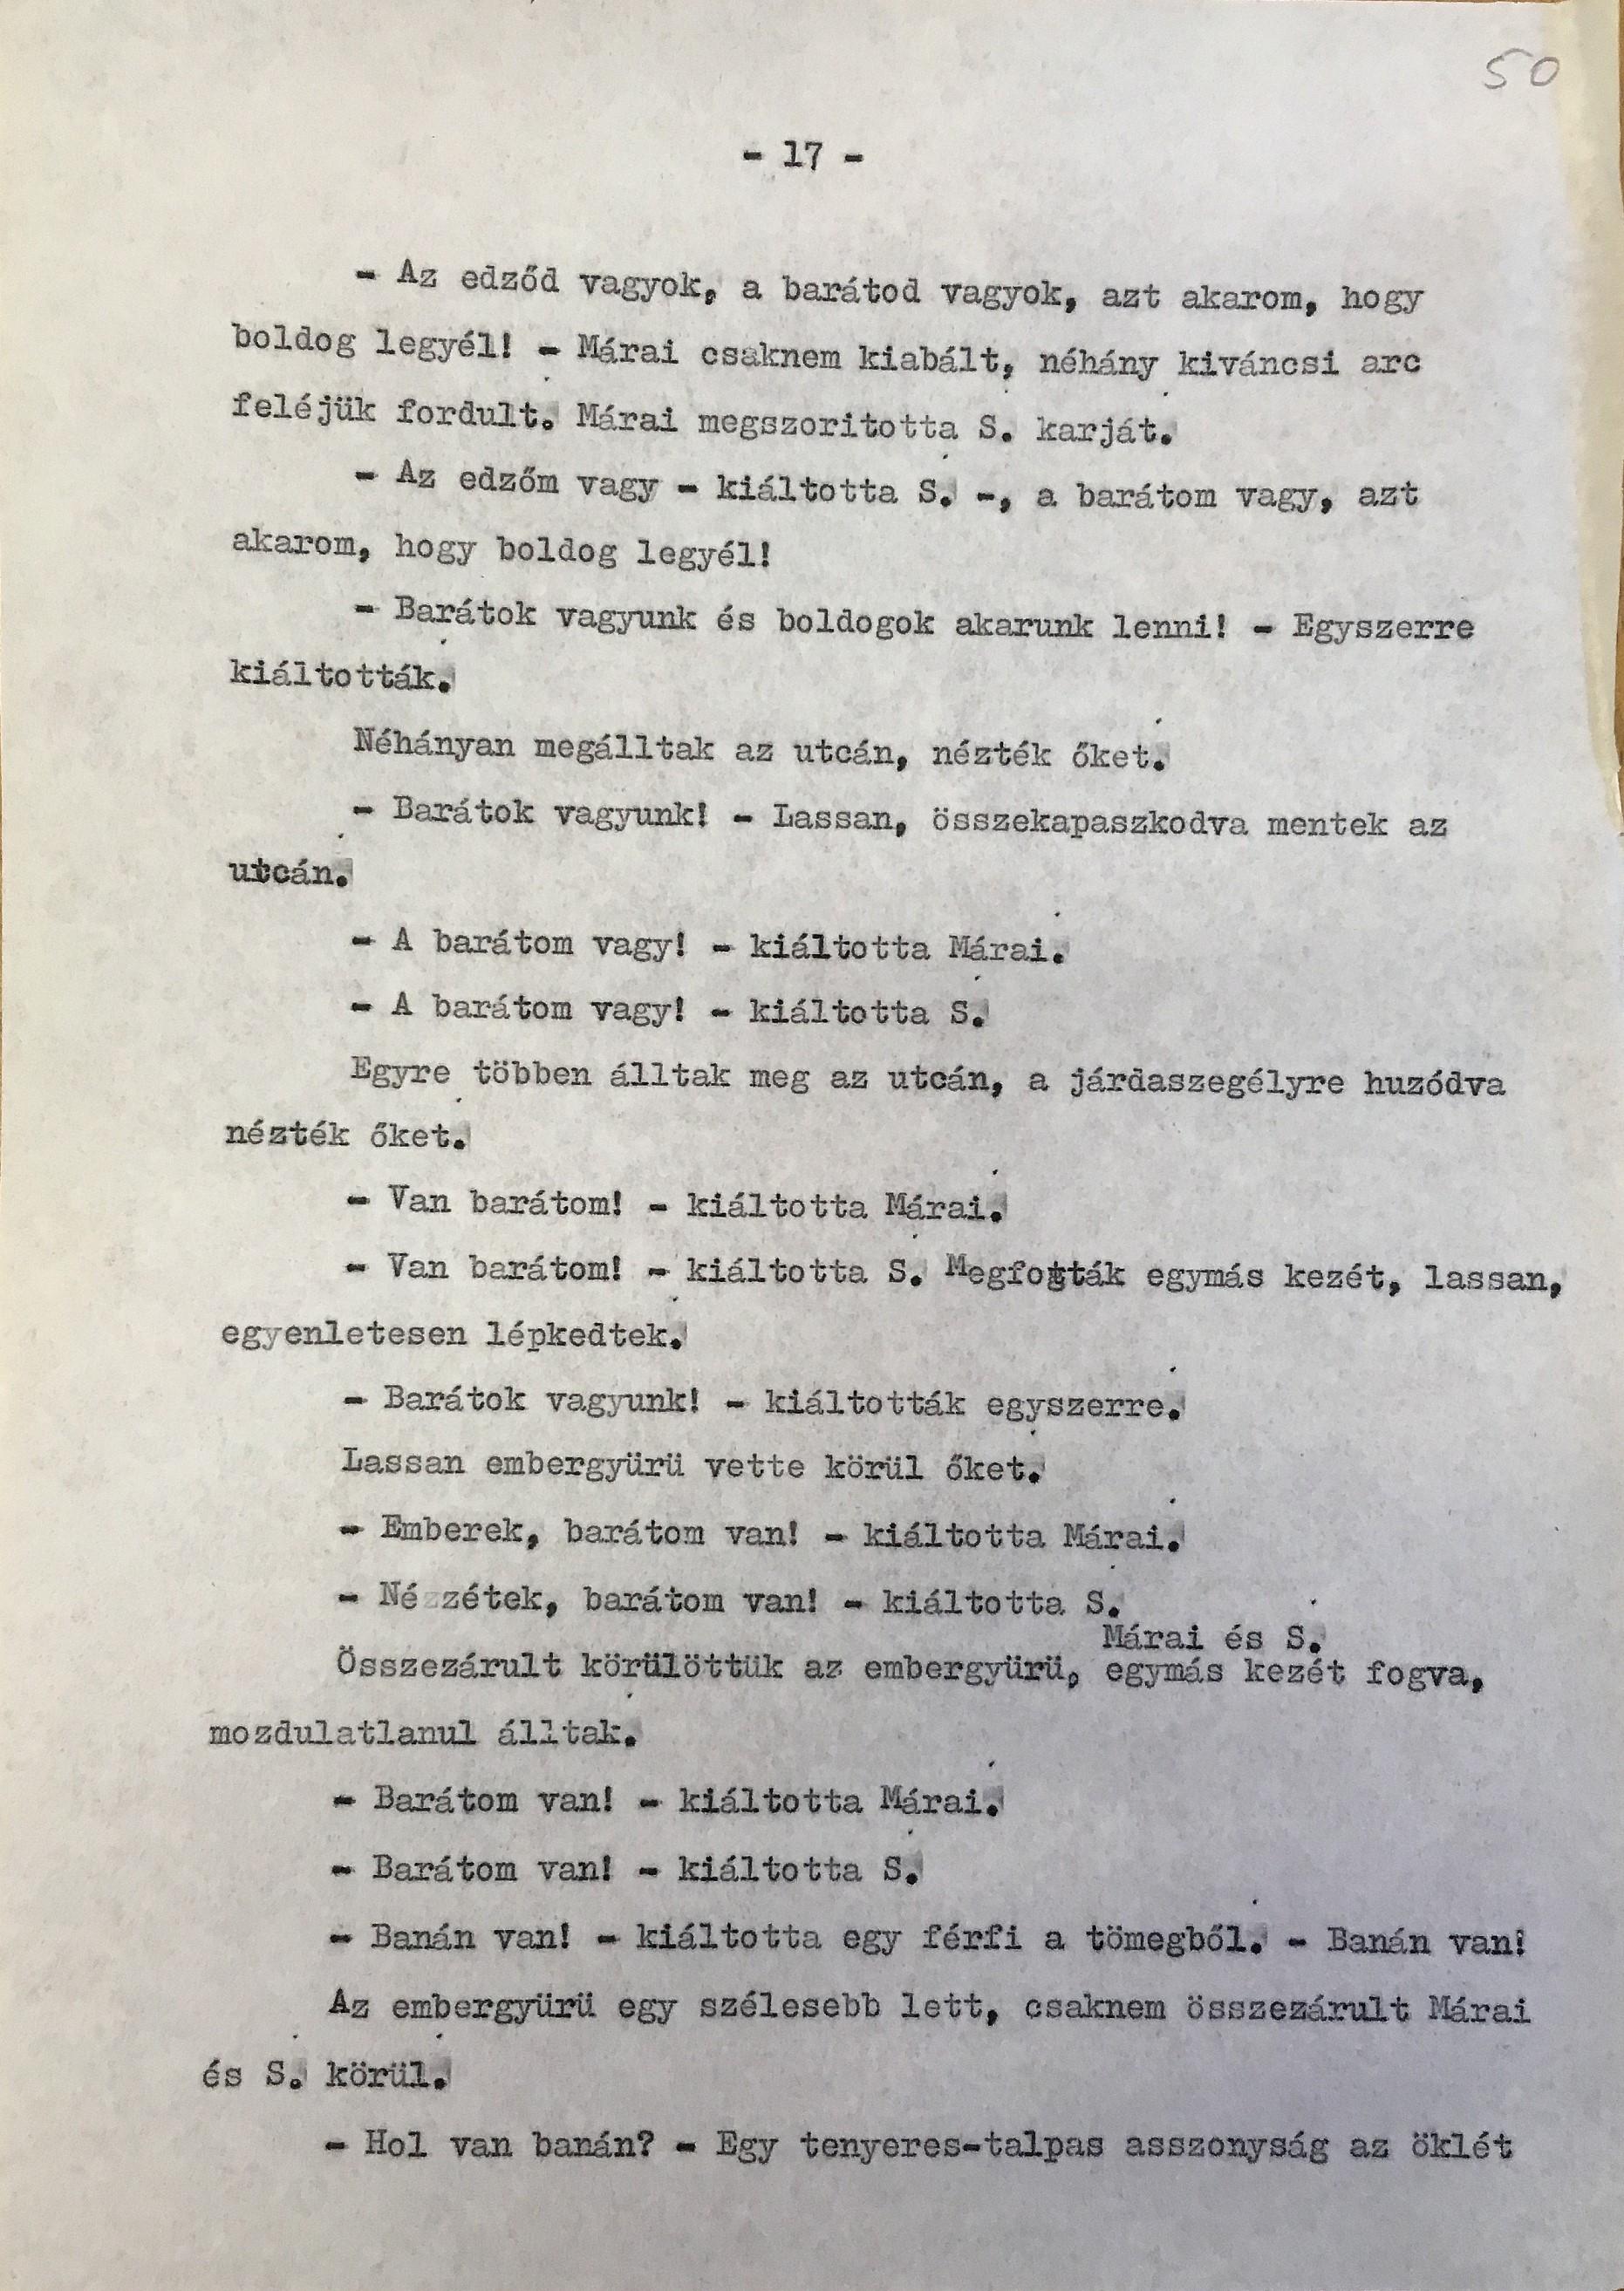 50
- 17 -
- Az edződ vagyok, a barátod vagyok, azt akarom, hogy
boldog legyél! - Márai csaknem kiabált, néhány kiváncsi arc
feléjük fordult. Márai megszoritotta S. karját.
- Az edzőm vagy - kiáltotta S. -, a barátom vagy, azt
akarom, hogy boldog legyél!
- Barátok vagyunk és boldogok akarunk lenni! - Egyszerre
kiáltották.
Néhányan megálltak az utcán, nézték őket.
- Barátok vagyunk! - Lassan, összekapaszkodva mentek az
utcán.
- A barátom vagy! - kiáltotta Márai.
- A barátom vagy! - kiáltotta S.
Egyre többen álltak meg az utcán, a járdaszegélyre huzódva
nézték őket.
- Van barátom! - kiáltotta Márai.
- Van barátom! - kiáltotta S. Megfogták egymás kezét, lassan,
egyenletesen lépkedtek.
- Barátok vagyunk! - kiáltották egyszerre.
Lassan embergyürü vette körül őket.
- Emberek, barátom van! - kiáltotta Márai.
- Nézzétek, barátom van! - kiáltotta S.
Márai és S.
Összezárult körülöttük az embergyürü, egymás kezét fogva,
mozdulatlanul álltak.
- Barátom van! - kiáltotta Márai.
- Barátom van! - kiáltotta S.
- Banán van! - kiáltotta egy férfi a tömegből. - Banán van!
Az embergyürü egy szélesebb lett, csaknem összezárult Márai
és S. körül.
- Hol van banán? - Egy tenyeres-talpas asszonyság az öklét